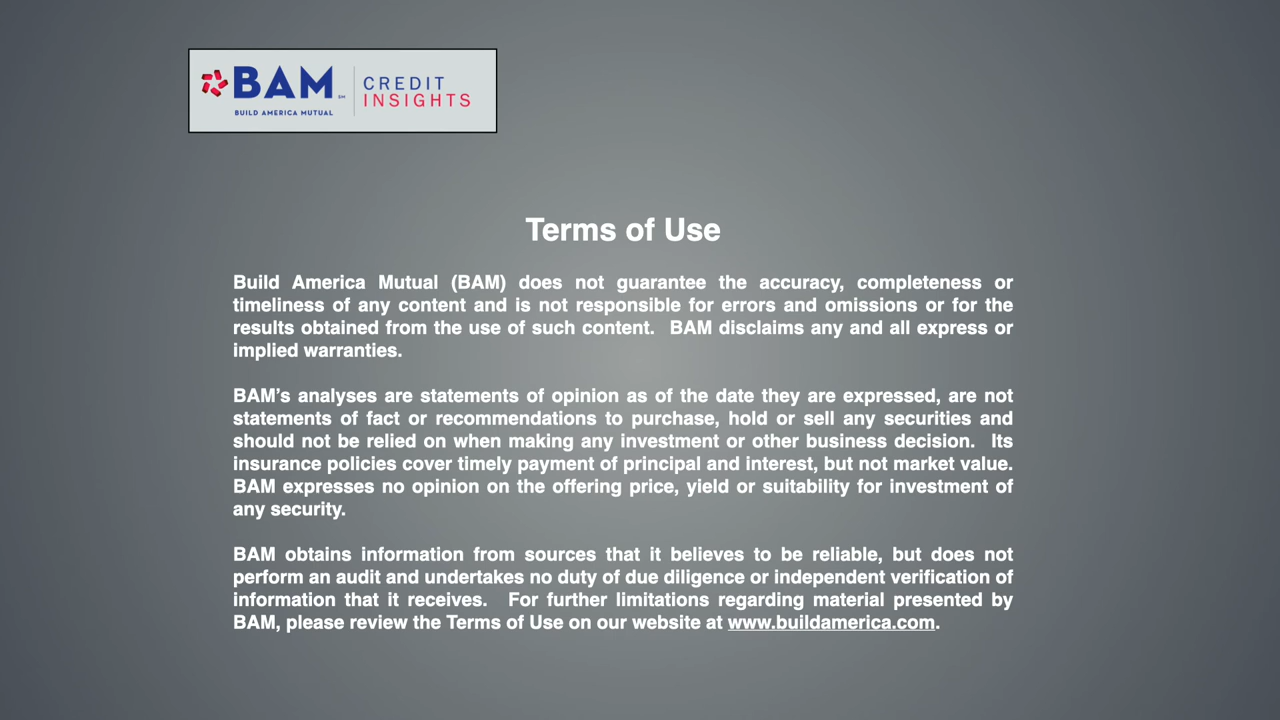 BAM SM
BUILD AMERICA MUTUAL
CREDIT
INSIGHTS
Terms of Use
Build America Mutual (BAM) does not guarantee the accuracy, completeness or
timeliness of any content and is not responsible for errors and omissions or for the
results obtained from the use of such content.  BAM disclaims any and all express or
implied warranties.
BAM’s analyses are statements of opinion as of the date they are expressed, are not
statements of fact or recommendations to purchase, hold or sell any securities and
should not be relied on when making any investment or other business decision.  Its
insurance policies cover timely payment of principal and interest, but not market value.
BAM expresses no opinion on the offering price, yield or suitability for investment of
any security.
BAM obtains information from sources that it believes to be reliable, but does not
perform an audit and undertakes no duty of due diligence or independent verification of
information that it receives.  For further limitations regarding material presented by
BAM, please review the Terms of Use on our website at www.buildamerica.com.